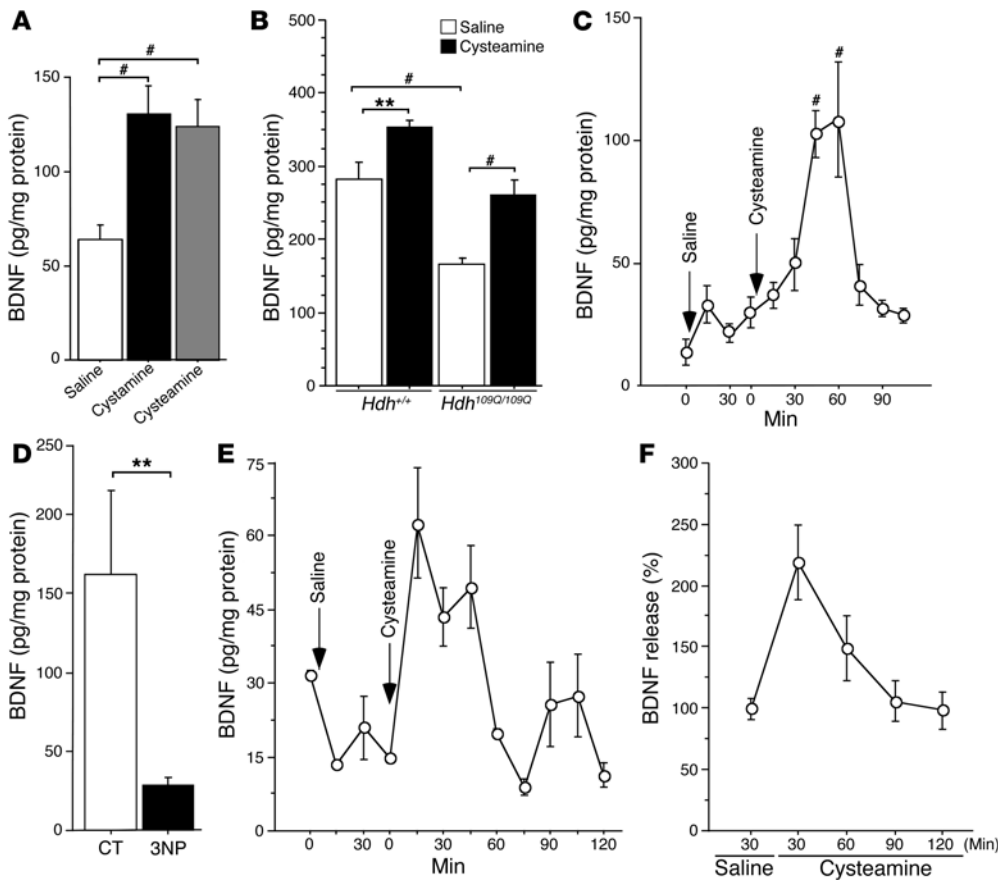 A
BDNF (pg/mg protein)
150
100
50
0
#
#
Saline
Cystamine
Cysteamine
B
BDNF (pg/mg protein)
500
400
300
200
100
0
Saline
Cysteamine
#
**
#
Hdh+/+
Hdh109Q/109Q
C
BDNF (pg/mg protein)
150
100
50
0
Saline
Cysteamine
#
#
0 30 0 30 60 90
Min
D
BDNF (pg/mg protein)
250
200
150
100
50
0
**
CT 3NP
E
BDNF (pg/mg protein)
75
60
45
30
15
0
Saline
Cysteamine
0 30 0 30 60 90 120
Min
F
BDNF release (%)
300
250
200
150
100
50
0
30 30 60 90 120 (Min)
Saline Cysteamine